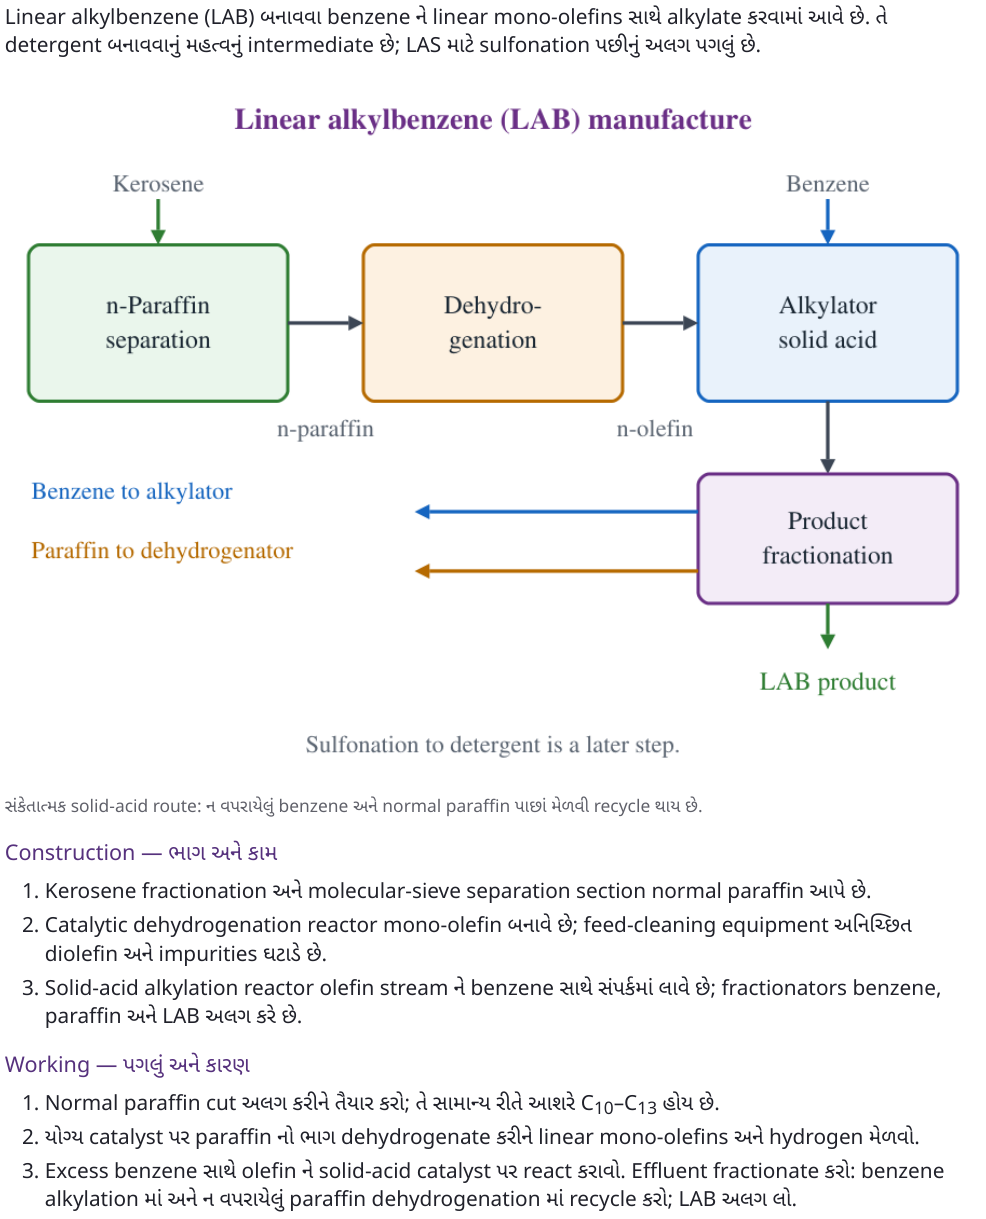 Linear alkylbenzene (LAB) બનાવવા benzene ને linear mono-olefins સાથે alkylate કરવામાં આવે છે. તે
detergent બનાવવાનું મહત્વનું intermediate છે; LAS માટે sulfonation પછીનું અલગ પગલું છે.
Linear alkylbenzene (LAB) manufacture
Kerosene
Benzene
n-Paraffin
separation
Dehydro-
genation
Alkylator
solid acid
n-paraffin
n-olefin
Benzene to alkylator
Paraffin to dehydrogenator
Product
fractionation
LAB product
Sulfonation to detergent is a later step.
સંકેતાત્મક solid-acid route: ન વપરાયેલું benzene અને normal paraffin પાછાં મેળવી recycle થાય છે.
Construction — ભાગ અને કામ
1. Kerosene fractionation અને molecular-sieve separation section normal paraffin આપે છે.
2. Catalytic dehydrogenation reactor mono-olefin બનાવે છે; feed-cleaning equipment અનિચ્છિત
diolefin અને impurities ઘટાડે છે.
3. Solid-acid alkylation reactor olefin stream ને benzene સાથે સંપર્કમાં લાવે છે; fractionators benzene,
paraffin અને LAB અલગ કરે છે.
Working — પગલું અને કારણ
1. Normal paraffin cut અલગ કરીને તૈયાર કરો; તે સામાન્ય રીતે આશરે C₁₀–C₁₃ હોય છે.
2. યોગ્ય catalyst પર paraffin નો ભાગ dehydrogenate કરીને linear mono-olefins અને hydrogen મેળવો.
3. Excess benzene સાથે olefin ને solid-acid catalyst પર react કરાવો. Effluent fractionate કરો: benzene
alkylation માં અને ન વપરાયેલું paraffin dehydrogenation માં recycle કરો; LAB અલગ લો.